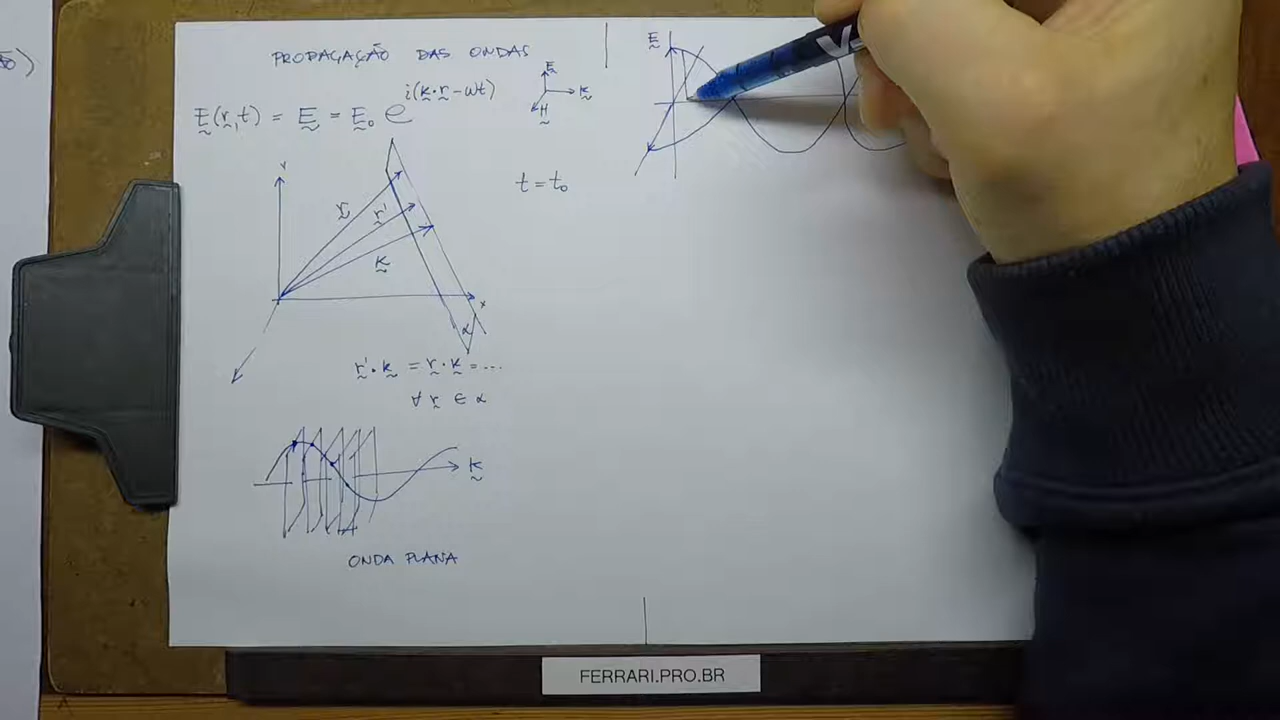 PROPAGAÇÃO DAS ONDAS
E(r,t) = E = E₀ e^i(k·r-ωt)
E
k
H
t = t₀
r
r'
k
x
α
r'·k = r·k = ...
∀ r ∈ α
k
ONDA PLANA
E
V
FERRARI.PRO.BR